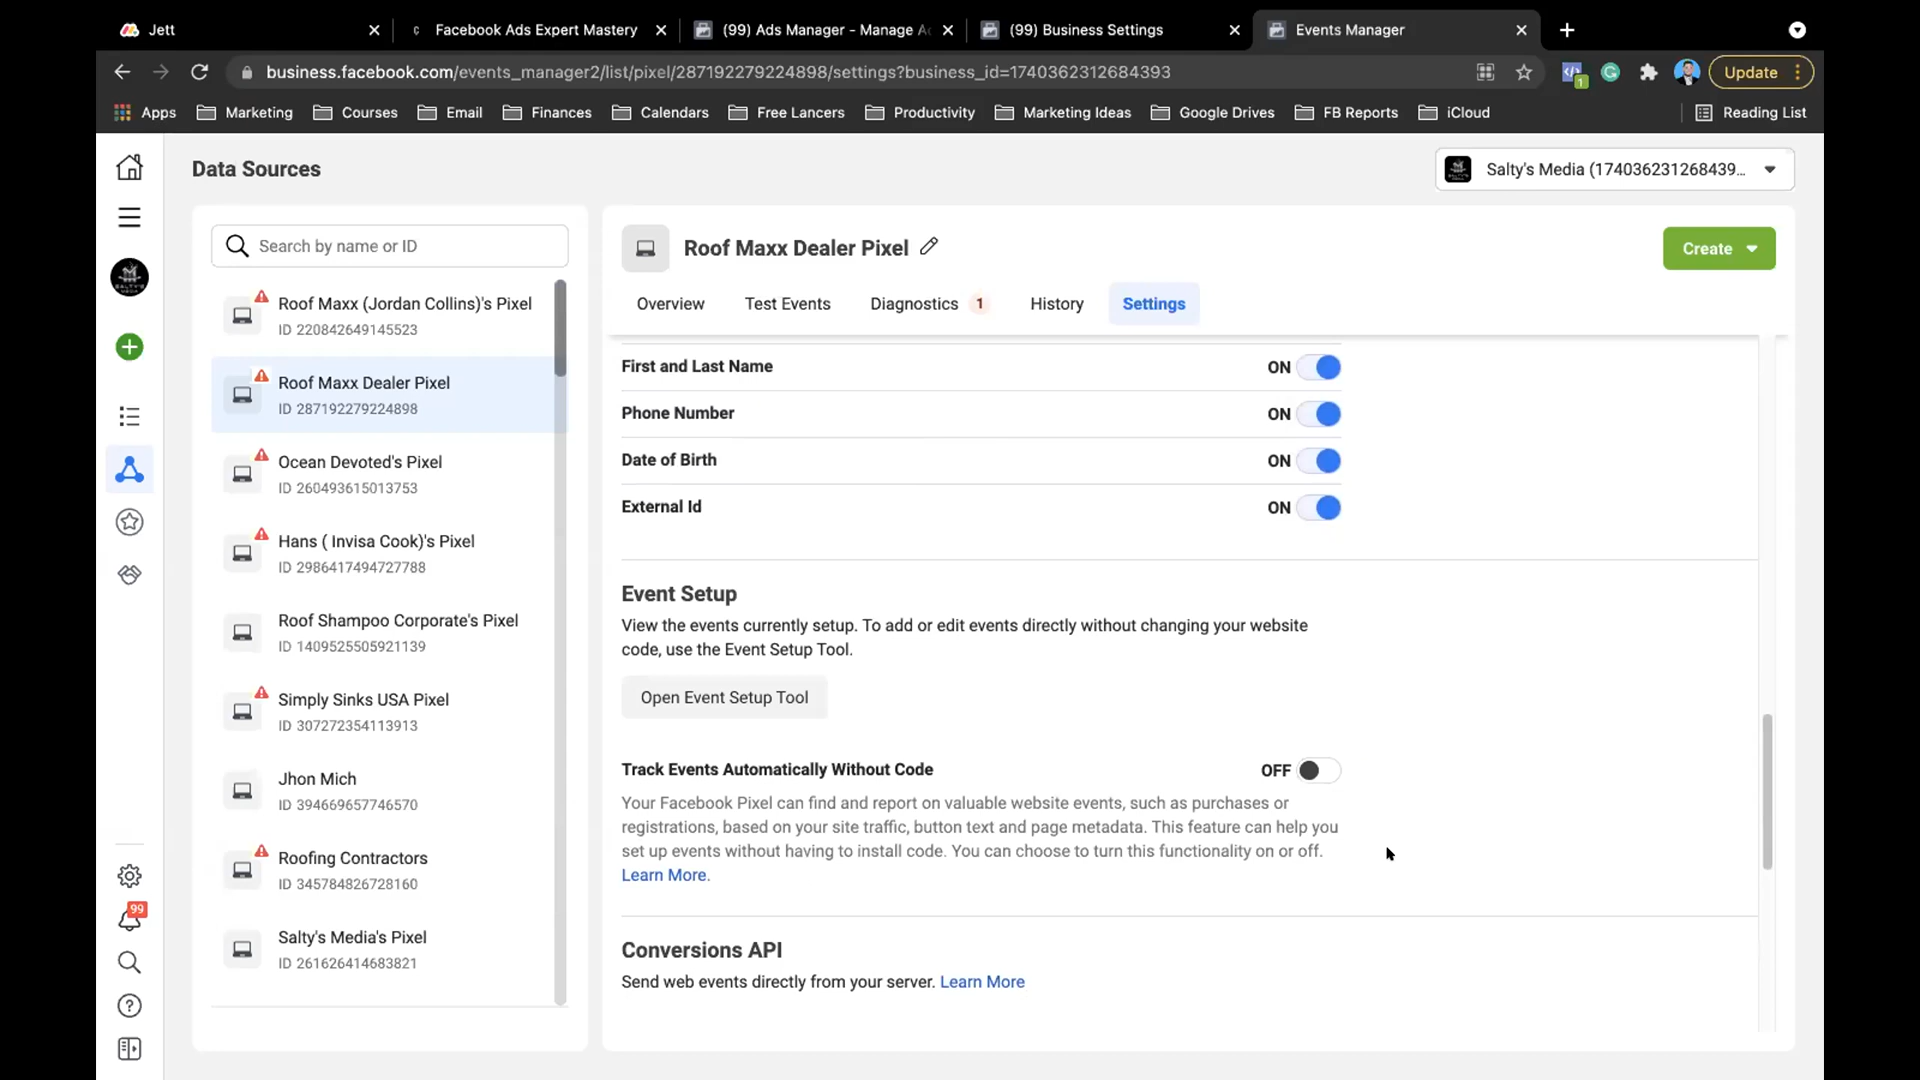 Jett
Facebook Ads Expert Mastery
(99) Ads Manager - Manage A
(99) Business Settings
Events Manager
business.facebook.com/events_manager2/list/pixel/287192279224898/settings?business_id=1740362312684393
1
Update
Apps
Marketing
Courses
Email
Finances
Calendars
Free Lancers
Productivity
Marketing Ideas
Google Drives
FB Reports
iCloud
Reading List
Data Sources
Salty's Media (174036231268439...
Search by name or ID
Roof Maxx (Jordan Collins)'s Pixel
ID 220842649145523
Roof Maxx Dealer Pixel
ID 287192279224898
Ocean Devoted's Pixel
ID 260493615013753
Hans ( Invisa Cook)'s Pixel
ID 2986417494727788
Roof Shampoo Corporate's Pixel
ID 1409525505921139
Simply Sinks USA Pixel
ID 307272354113913
Jhon Mich
ID 394669657746570
Roofing Contractors
ID 345784826728160
Salty's Media's Pixel
ID 261626414683821
99
Roof Maxx Dealer Pixel
Create
Overview
Test Events
Diagnostics 1
History
Settings
First and Last Name ON
Phone Number ON
Date of Birth ON
External Id ON
Event Setup
View the events currently setup. To add or edit events directly without changing your website
code, use the Event Setup Tool.
Open Event Setup Tool
Track Events Automatically Without Code OFF
Your Facebook Pixel can find and report on valuable website events, such as purchases or
registrations, based on your site traffic, button text and page metadata. This feature can help you
set up events without having to install code. You can choose to turn this functionality on or off.
Learn More.
Conversions API
Send web events directly from your server. Learn More